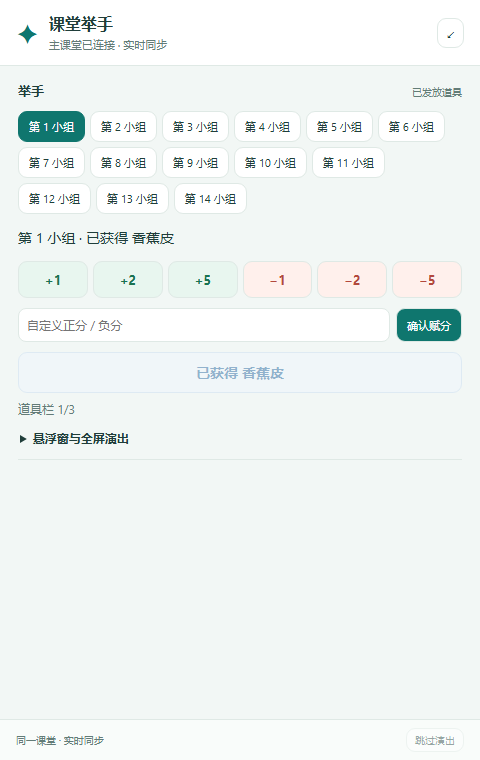 课堂举手
主课堂已连接 · 实时同步
举手
已发放道具
第 1 小组 第 2 小组 第 3 小组 第 4 小组 第 5 小组 第 6 小组
第 7 小组 第 8 小组 第 9 小组 第 10 小组 第 11 小组
第 12 小组 第 13 小组 第 14 小组
第 1 小组 · 已获得 香蕉皮
+1 +2 +5 −1 −2 −5
自定义正分 / 负分 确认赋分
已获得 香蕉皮
道具栏 1/3
悬浮窗与全屏演出
同一课堂 · 实时同步 跳过演出